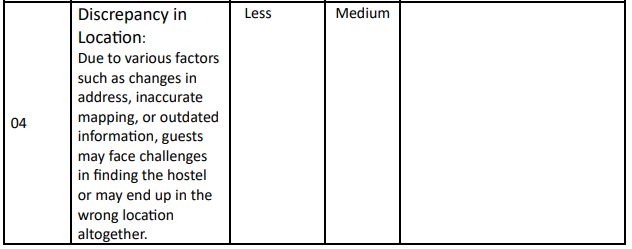 04
Discrepancy in
Location:
Due to various factors
such as changes in
address, inaccurate
mapping, or outdated
information, guests
may face challenges
in finding the hostel
or may end up in the
wrong location
altogether.
Less
Medium